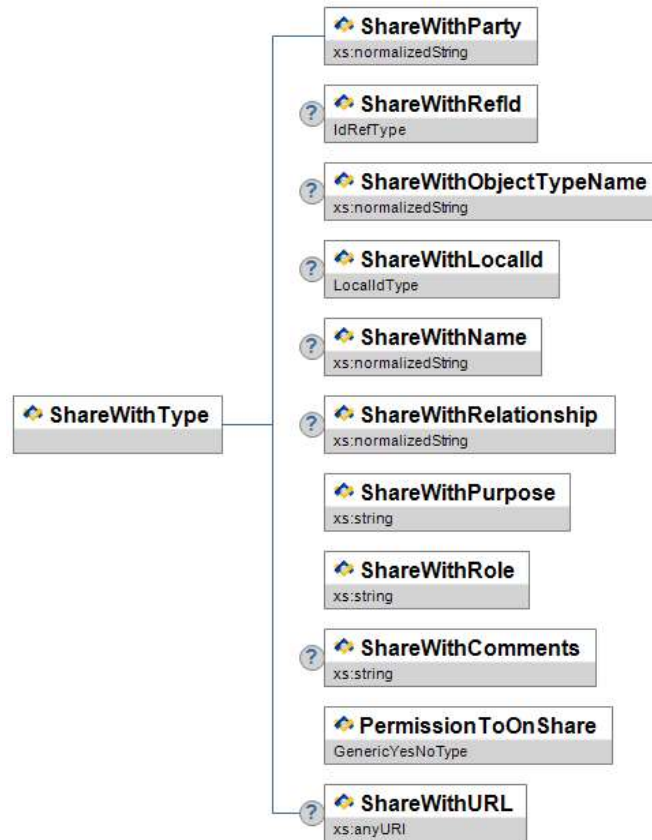 ShareWithParty
xs:normalizedString
?
ShareWithRefId
IdRefType
?
ShareWithObjectTypeName
xs:normalizedString
?
ShareWithLocalId
LocalIdType
?
ShareWithName
xs:normalizedString
ShareWithType
?
ShareWithRelationship
xs:normalizedString
ShareWithPurpose
xs:string
ShareWithRole
xs:string
?
ShareWithComments
xs:string
PermissionToOnShare
GenericYesNoType
?
ShareWithURL
xs:anyURI